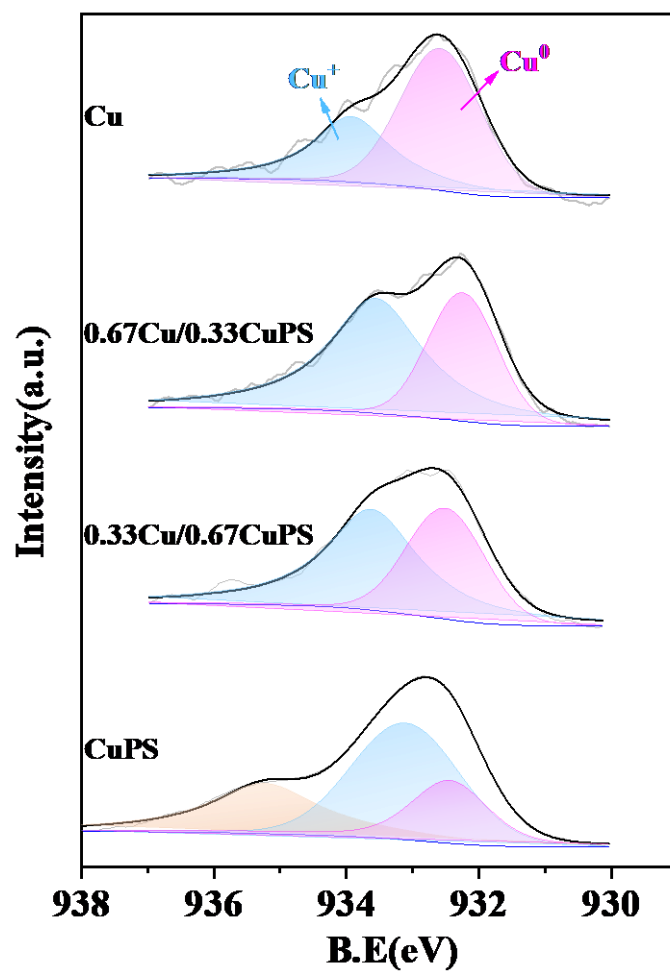 Cu⁺
Cu⁰
Cu
0.67Cu/0.33CuPS
0.33Cu/0.67CuPS
CuPS
Intensity(a.u.)
938 936 934 932 930
B.E(eV)